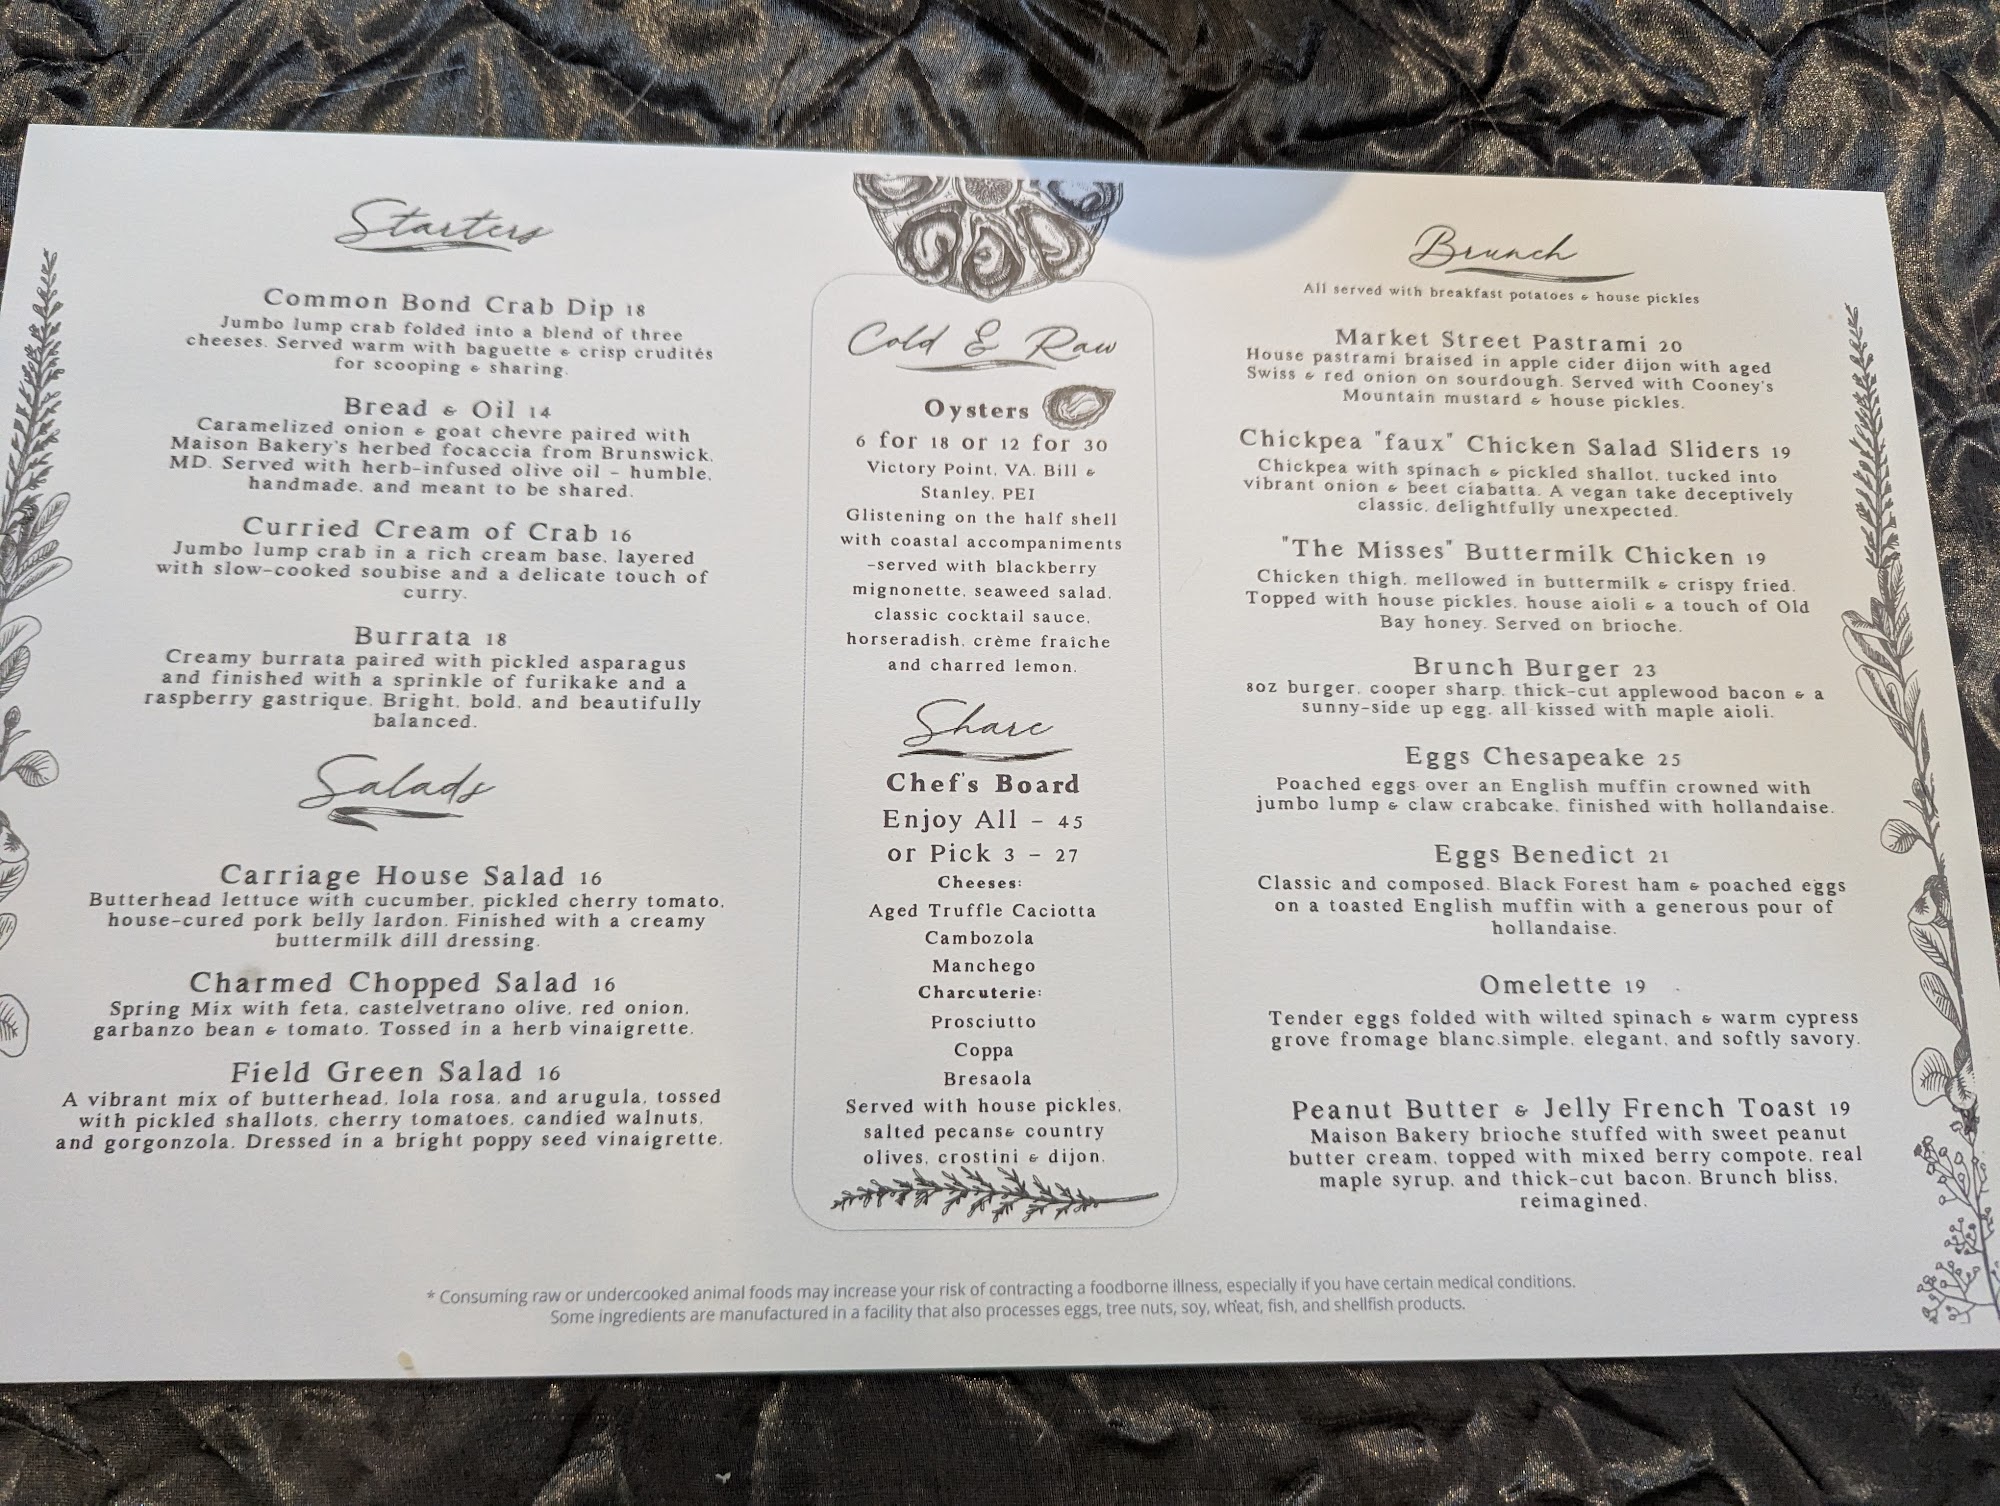 Starters
Common Bond Crab Dip 18
Jumbo lump crab folded into a blend of three
cheeses. Served warm with baguette & crisp crudités
for scooping & sharing.
Bread & Oil 14
Caramelized onion & goat chevre paired with
Maison Bakery's herbed focaccia from Brunswick,
MD. Served with herb-infused olive oil - humble,
handmade, and meant to be shared.
Curried Cream of Crab 16
Jumbo lump crab in a rich cream base, layered
with slow-cooked soubise and a delicate touch of
curry.
Burrata 18
Creamy burrata paired with pickled asparagus
and finished with a sprinkle of furikake and a
raspberry gastrique. Bright, bold, and beautifully
balanced.
Salads
Carriage House Salad 16
Butterhead lettuce with cucumber, pickled cherry tomato,
house-cured pork belly lardon. Finished with a creamy
buttermilk dill dressing.
Charmed Chopped Salad 16
Spring Mix with feta, castelvetrano olive, red onion,
garbanzo bean & tomato. Tossed in a herb vinaigrette.
Field Green Salad 16
A vibrant mix of butterhead, lola rosa, and arugula, tossed
with pickled shallots, cherry tomatoes, candied walnuts,
and gorgonzola. Dressed in a bright poppy seed vinaigrette.
Cold & Raw
Oysters
6 for 18 or 12 for 30
Victory Point, VA. Bill &
Stanley, PEI
Glistening on the half shell
with coastal accompaniments
-served with blackberry
mignonette, seaweed salad,
classic cocktail sauce,
horseradish, crème fraîche
and charred lemon.
Share
Chef's Board
Enjoy All - 45
or Pick 3 - 27
Cheeses:
Aged Truffle Caciotta
Cambozola
Manchego
Charcuterie:
Prosciutto
Coppa
Bresaola
Served with house pickles,
salted pecans& country
olives, crostini & dijon.
Brunch
All served with breakfast potatoes & house pickles
Market Street Pastrami 20
House pastrami braised in apple cider dijon with aged
Swiss & red onion on sourdough. Served with Cooney's
Mountain mustard & house pickles.
Chickpea "faux" Chicken Salad Sliders 19
Chickpea with spinach & pickled shallot, tucked into
vibrant onion & beet ciabatta. A vegan take deceptively
classic, delightfully unexpected.
"The Misses" Buttermilk Chicken 19
Chicken thigh, mellowed in buttermilk & crispy fried.
Topped with house pickles, house aioli & a touch of Old
Bay honey. Served on brioche.
Brunch Burger 23
8oz burger, cooper sharp, thick-cut applewood bacon & a
sunny-side up egg, all kissed with maple aioli.
Eggs Chesapeake 25
Poached eggs over an English muffin crowned with
jumbo lump & claw crabcake, finished with hollandaise.
Eggs Benedict 21
Classic and composed. Black Forest ham & poached eggs
on a toasted English muffin with a generous pour of
hollandaise.
Omelette 19
Tender eggs folded with wilted spinach & warm cypress
grove fromage blanc.simple, elegant, and softly savory.
Peanut Butter & Jelly French Toast 19
Maison Bakery brioche stuffed with sweet peanut
butter cream, topped with mixed berry compote, real
maple syrup, and thick-cut bacon. Brunch bliss,
reimagined.
* Consuming raw or undercooked animal foods may increase your risk of contracting a foodborne illness, especially if you have certain medical conditions.
Some ingredients are manufactured in a facility that also processes eggs, tree nuts, soy, wheat, fish, and shellfish products.